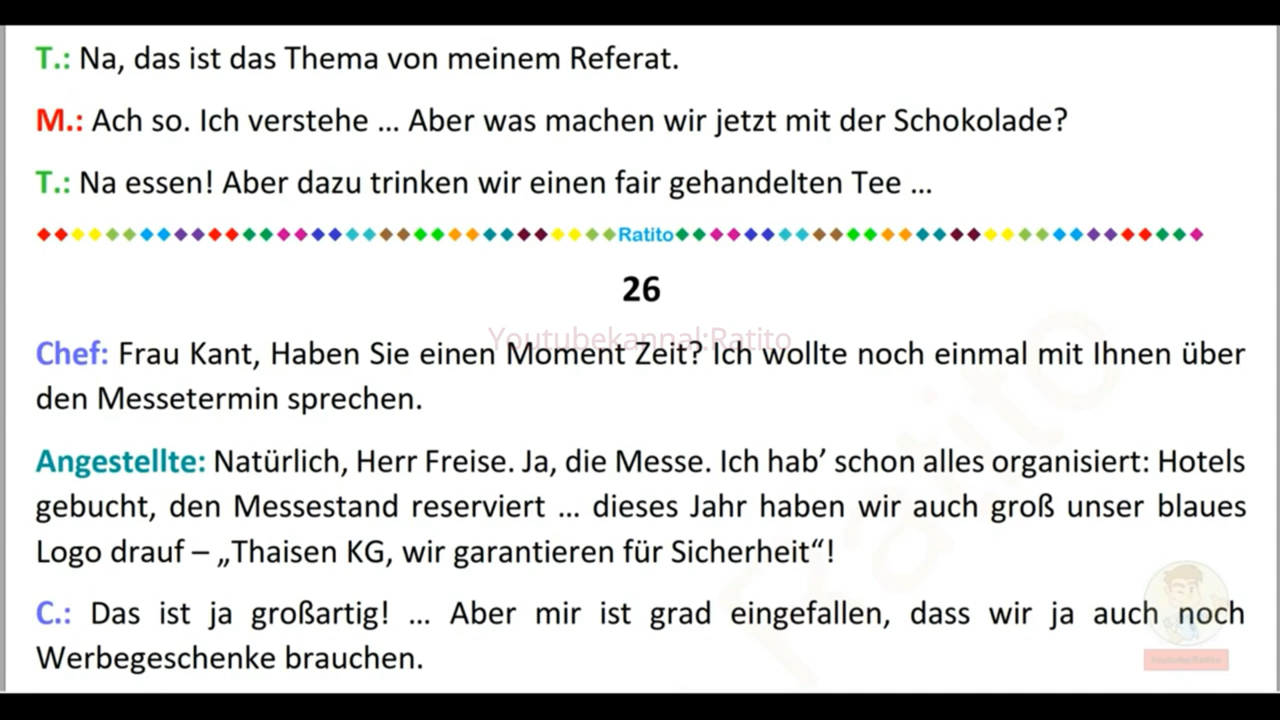 T.: Na, das ist das Thema von meinem Referat.
M.: Ach so. Ich verstehe ... Aber was machen wir jetzt mit der Schokolade?
T.: Na essen! Aber dazu trinken wir einen fair gehandelten Tee ...
Ratito
26
Youtubekannal:Ratito
Chef: Frau Kant, Haben Sie einen Moment Zeit? Ich wollte noch einmal mit Ihnen über
den Messetermin sprechen.
Angestellte: Natürlich, Herr Freise. Ja, die Messe. Ich hab’ schon alles organisiert: Hotels
gebucht, den Messestand reserviert ... dieses Jahr haben wir auch groß unser blaues
Logo drauf – „Thaisen KG, wir garantieren für Sicherheit“!
C.: Das ist ja großartig! ... Aber mir ist grad eingefallen, dass wir ja auch noch
Werbegeschenke brauchen.
Ratito